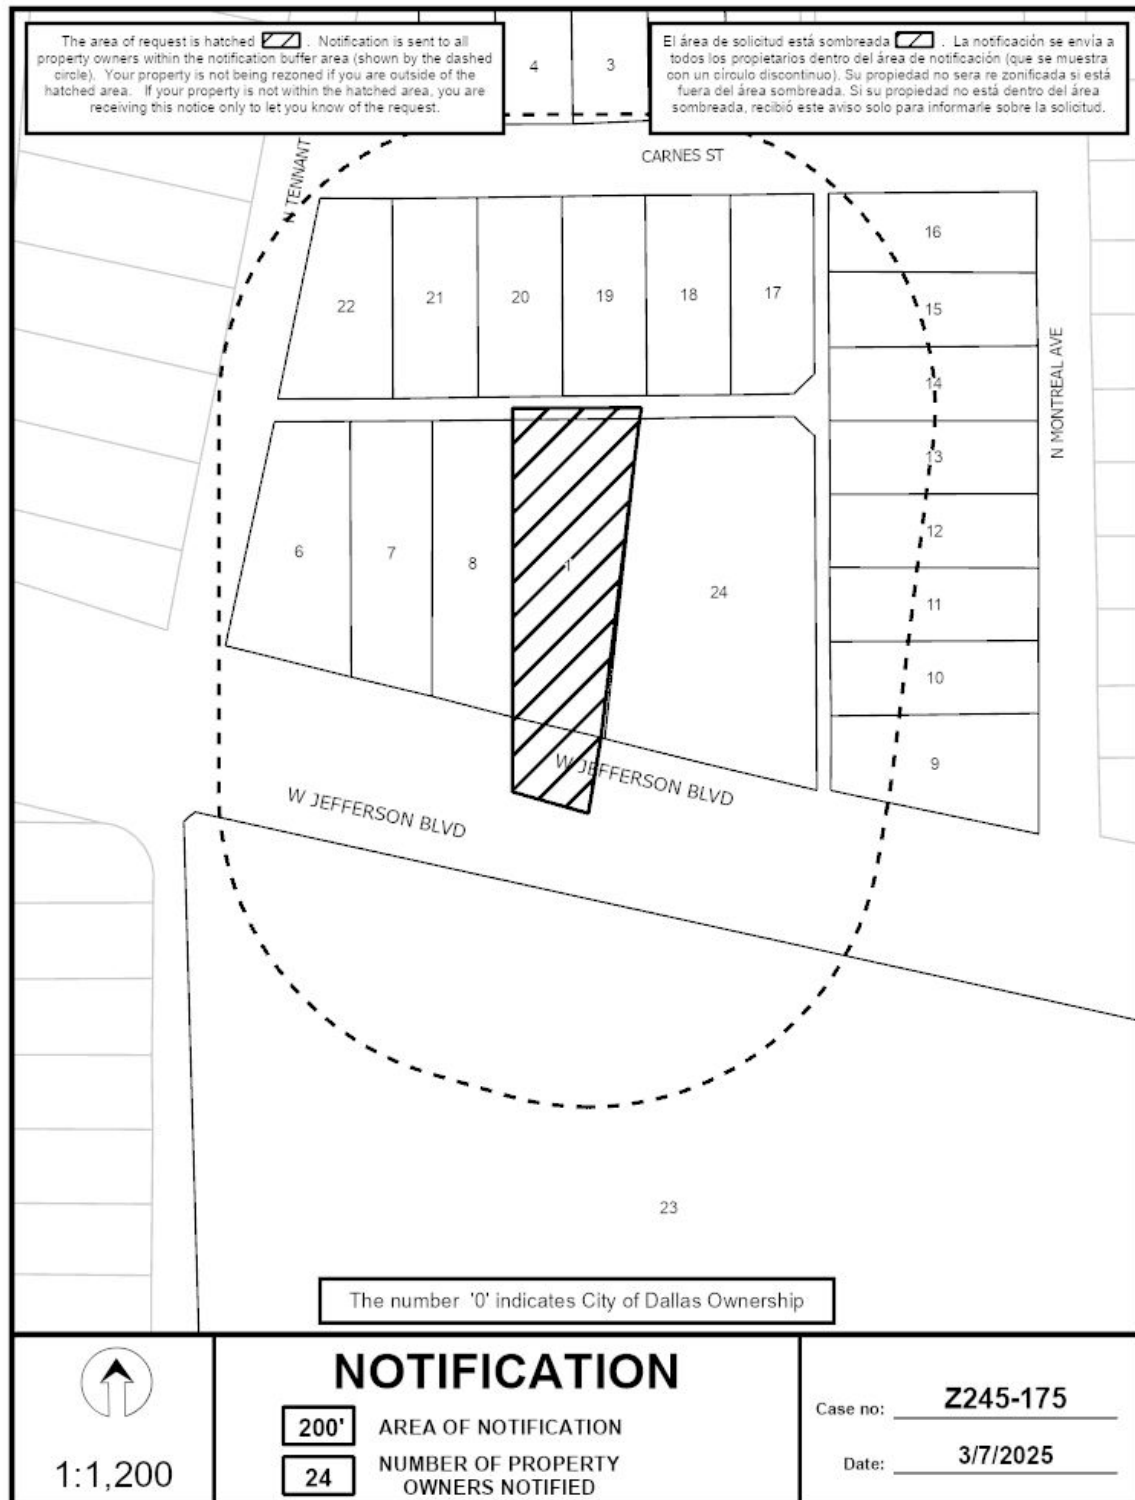 The area of request is hatched . Notification is sent to all
property owners within the notification buffer area (shown by the dashed
circle). Your property is not being rezoned if you are outside of the
hatched area. If your property is not within the hatched area, you are
receiving this notice only to let you know of the request.
El área de solicitud está sombreada . La notificación se envía a
todos los propietarios dentro del área de notificación (que se muestra
con un círculo discontinuo). Su propiedad no sera re zonificada si está
fuera del área sombreada. Si su propiedad no está dentro del área
sombreada, recibió este aviso solo para informarle sobre la solicitud.
4
3
CARNES ST
N TENNANT
16
22
21
20
19
18
17
15
14
N MONTREAL AVE
13
12
6
7
8
1
24
11
10
9
W JEFFERSON BLVD
W JEFFERSON BLVD
23
The number '0' indicates City of Dallas Ownership
1:1,200
NOTIFICATION
200' AREA OF NOTIFICATION
24 NUMBER OF PROPERTY
OWNERS NOTIFIED
Case no: Z245-175
Date: 3/7/2025